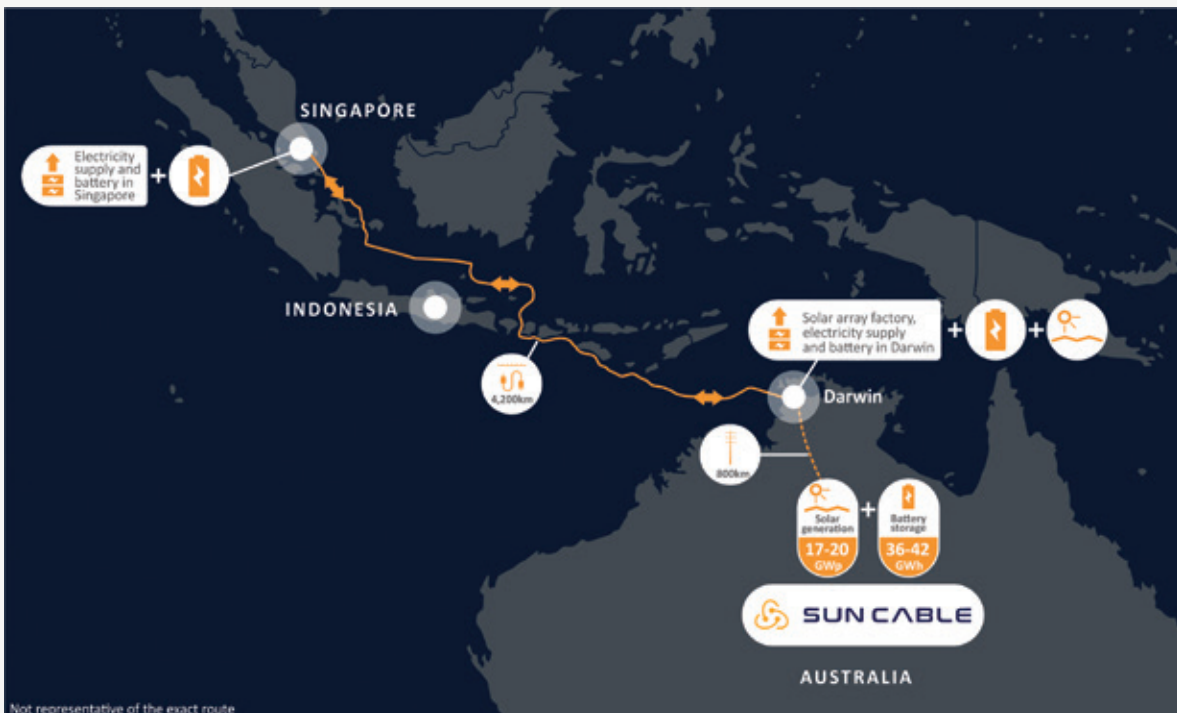 SINGAPORE
Electricity
supply and
battery in
Singapore
+
INDONESIA
4,200km
Solar array factory,
electricity supply
and battery in Darwin
+
+
Darwin
800km
Solar
generation
17-20
GWp
+
Battery
storage
36-42
GWh
SUN CABLE
AUSTRALIA
Not representative of the exact route